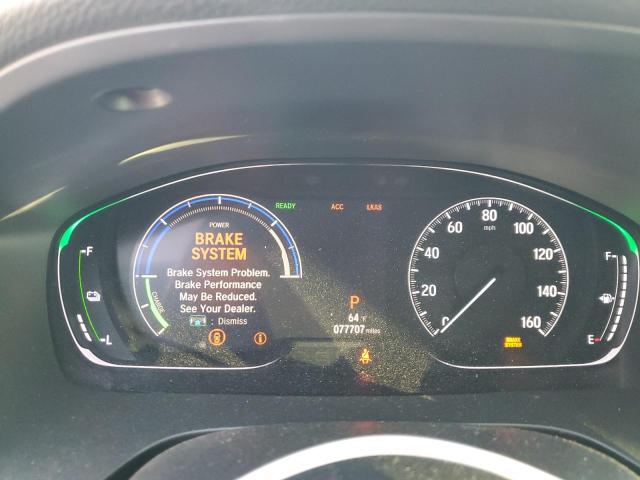 READY
ACC
LKAS
POWER
BRAKE
SYSTEM
Brake System Problem.
Brake Performance
May Be Reduced.
See Your Dealer.
: Dismiss
CHARGE
F
L
P
64 °F
077707 miles
0
20
40
60
80
100
120
140
160
mph
BRAKE
SYSTEM
F
E